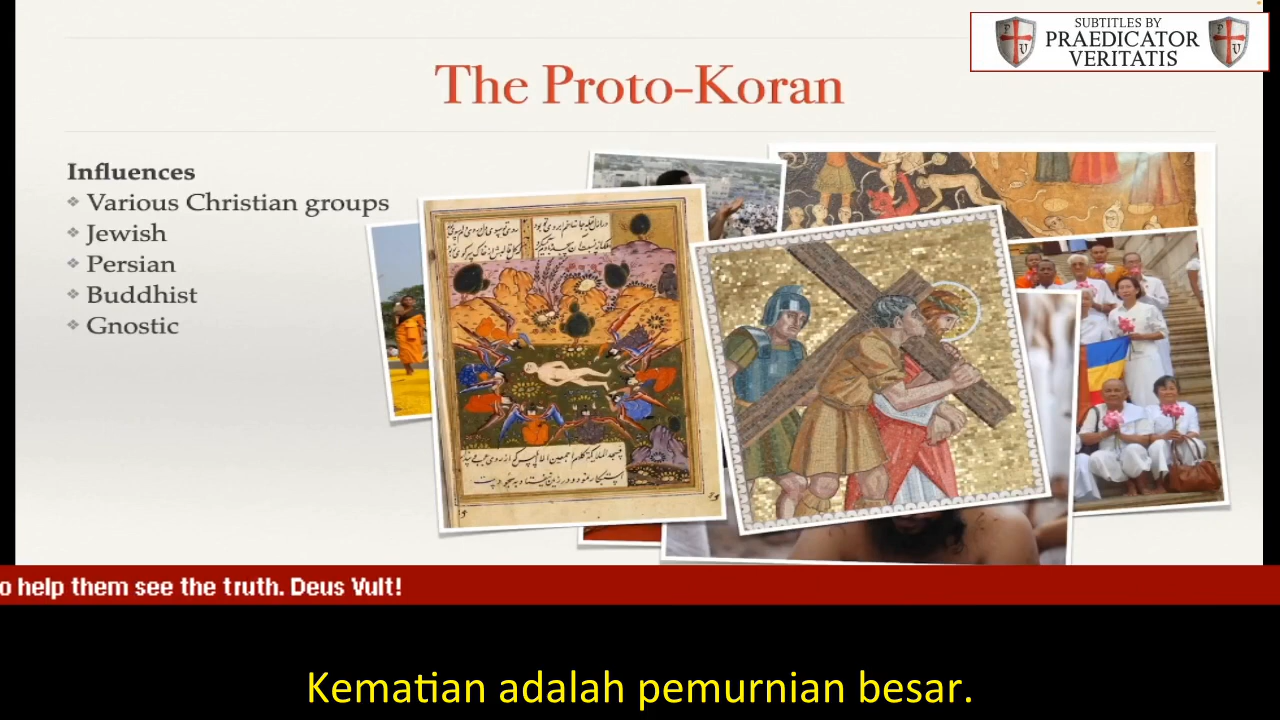 SUBTITLES BY
PRAEDICATOR
VERITATIS
The Proto-Koran
Influences
Various Christian groups
Jewish
Persian
Buddhist
Gnostic
help them see the truth. Deus Vult!
Kematian adalah pemurnian besar.